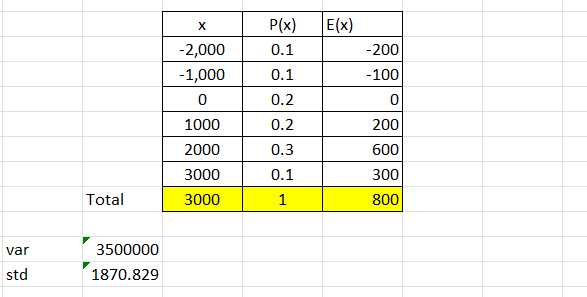 x P(x) E(x)
-2,000 0.1 -200
-1,000 0.1 -100
0 0.2 0
1000 0.2 200
2000 0.3 600
3000 0.1 300
Total 3000 1 800
var 3500000
std 1870.829